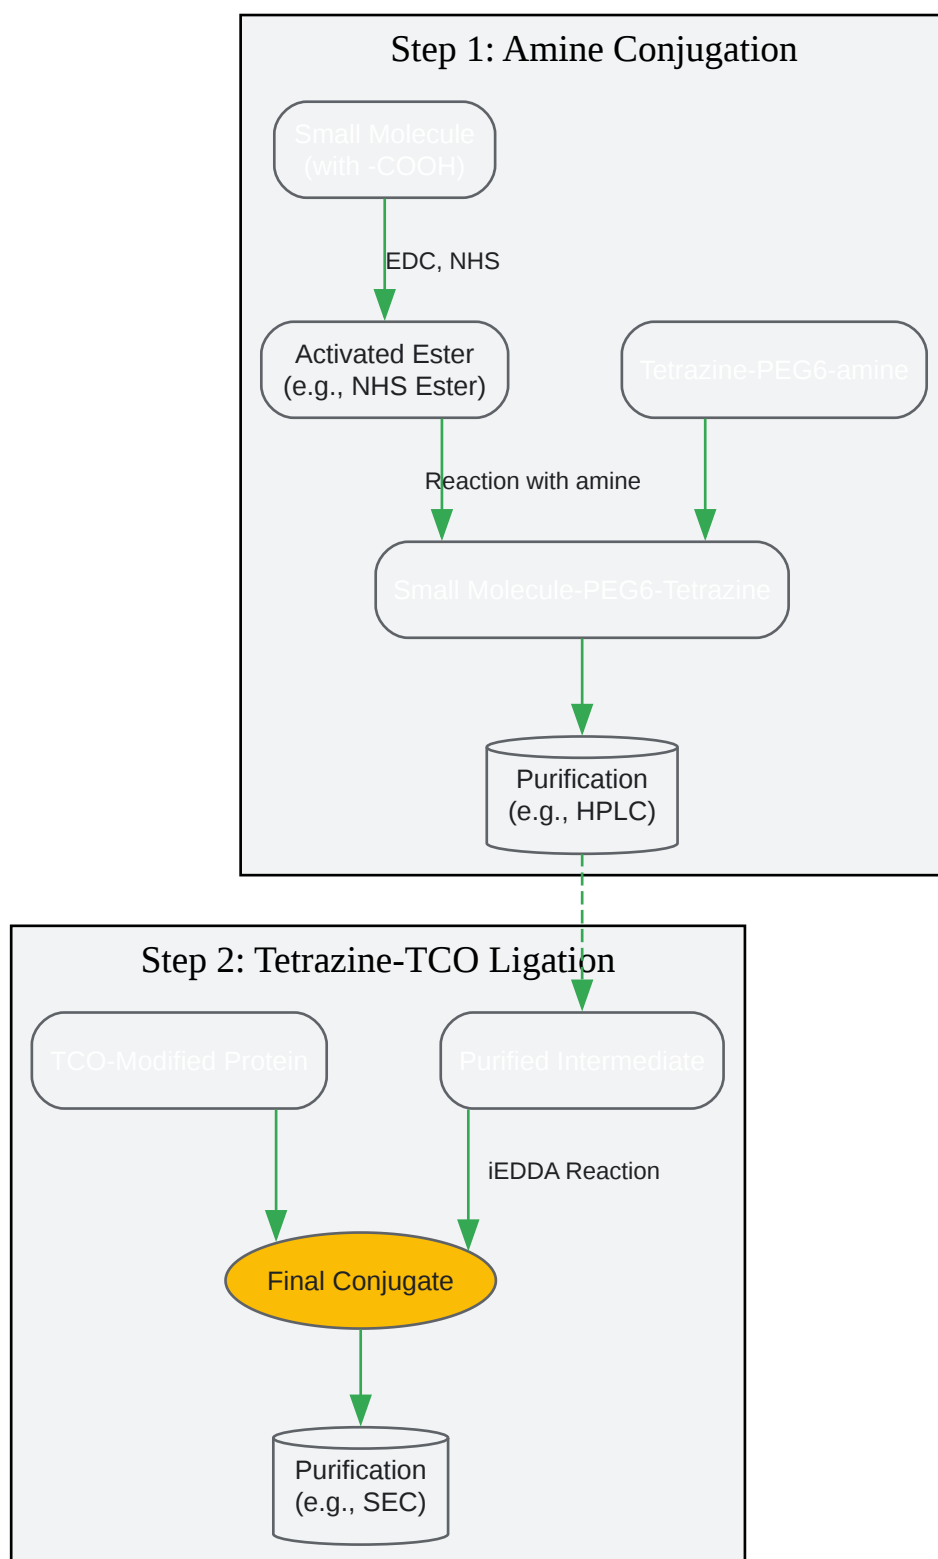 Step 1: Amine Conjugation
Small Molecule
(with -COOH)
EDC, NHS
Activated Ester
(e.g., NHS Ester)
Tetrazine-PEG6-amine
Reaction with amine
Small Molecule-PEG6-Tetrazine
Purification
(e.g., HPLC)
Step 2: Tetrazine-TCO Ligation
TCO-Modified Protein
Purified Intermediate
iEDDA Reaction
Final Conjugate
Purification
(e.g., SEC)